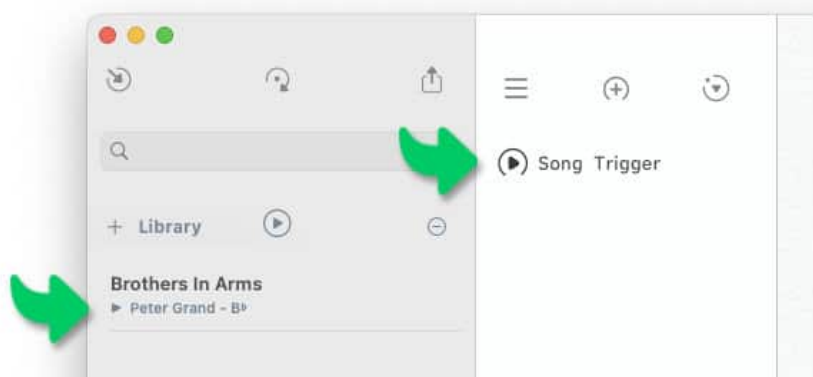 Song Trigger
+ Library
Brothers In Arms
Peter Grand - B♭